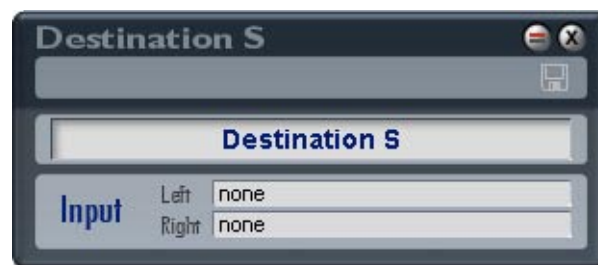 Destination S
Destination S
Input
Left none
Right none